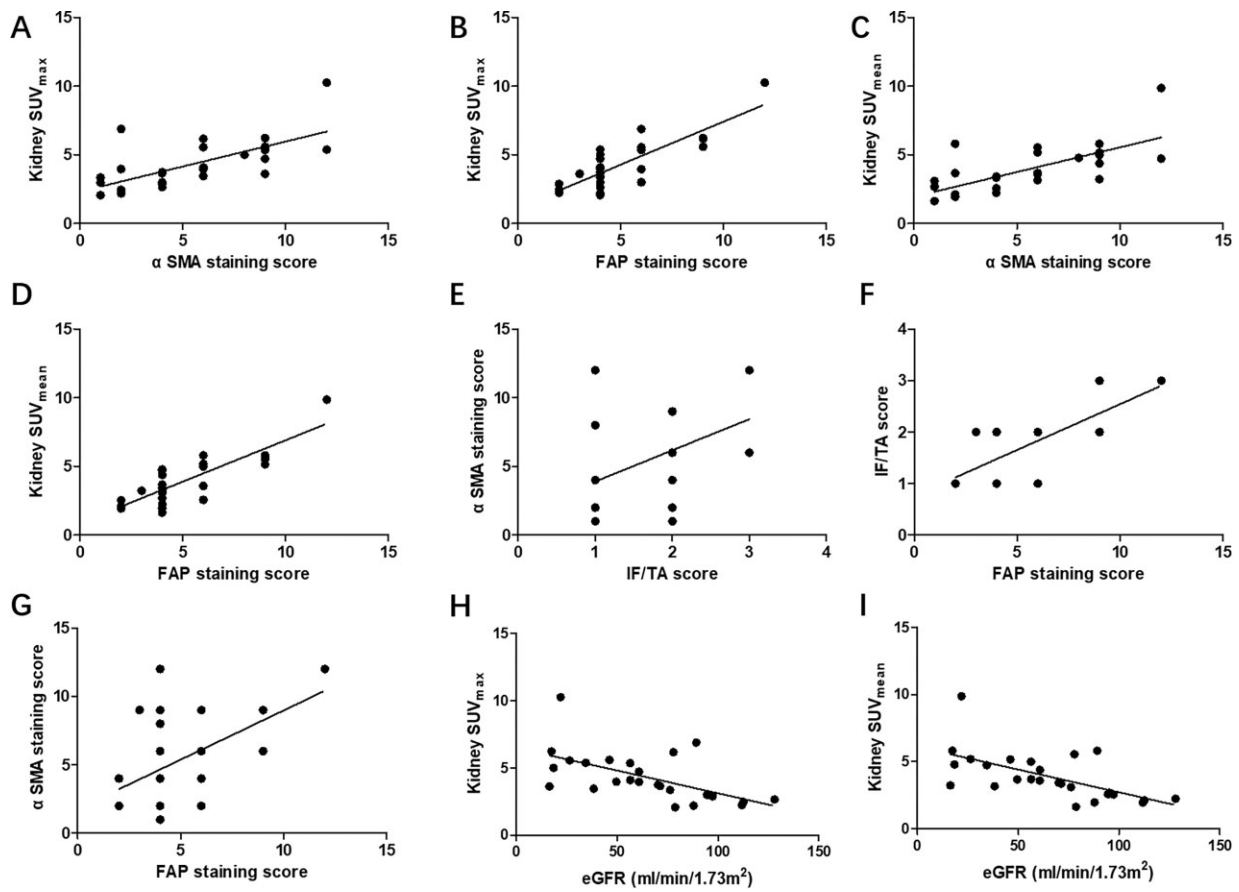 A
15
10
5
0
Kidney SUVmax
0 5 10 15
α SMA staining score
B
15
10
5
0
Kidney SUVmax
0 5 10 15
FAP staining score
C
15
10
5
0
Kidney SUVmean
0 5 10 15
α SMA staining score
D
15
10
5
0
Kidney SUVmean
0 5 10 15
FAP staining score
E
15
10
5
0
α SMA staining score
0 1 2 3 4
IF/TA score
F
4
3
2
1
0
IF/TA score
0 5 10 15
FAP staining score
G
15
10
5
0
α SMA staining score
0 5 10 15
FAP staining score
H
15
10
5
0
Kidney SUVmax
0 50 100 150
eGFR (ml/min/1.73m²)
I
15
10
5
0
Kidney SUVmean
0 50 100 150
eGFR (ml/min/1.73m²)